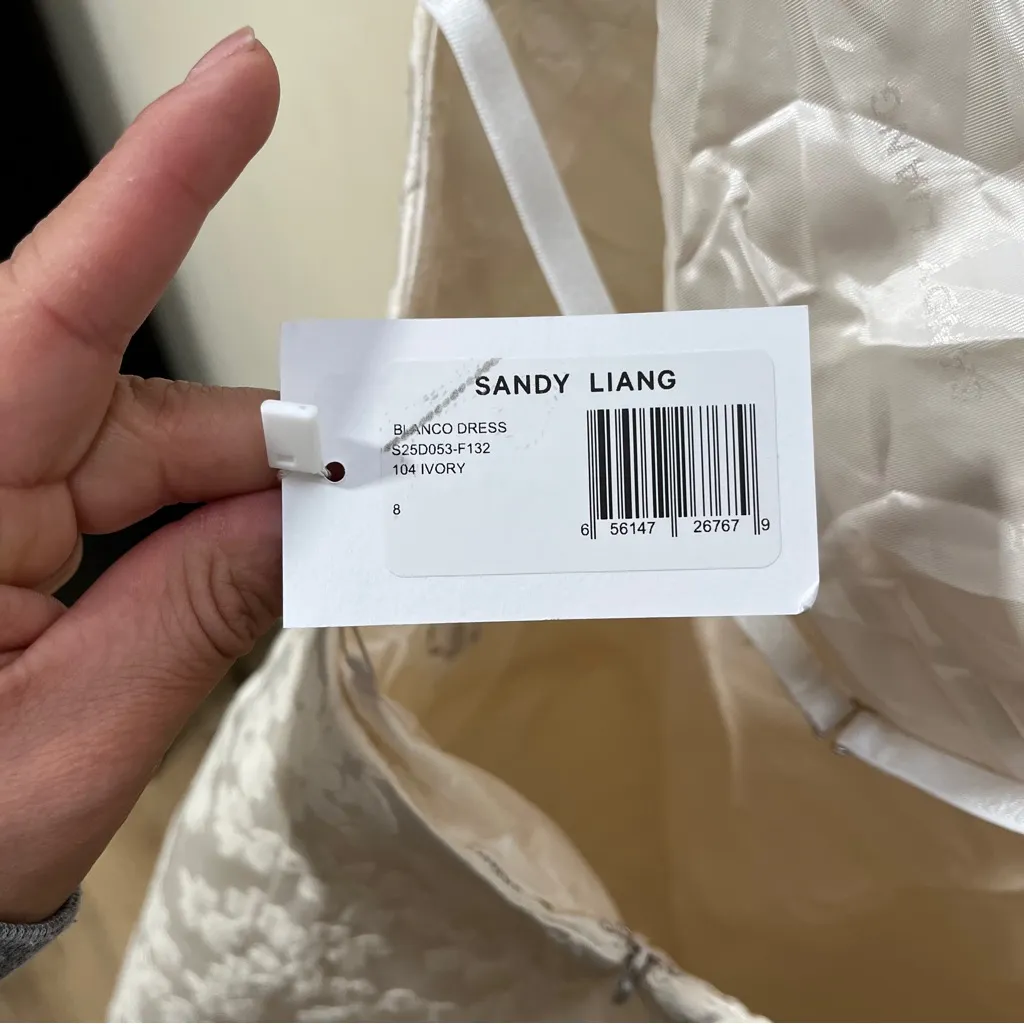 SANDY LIANG
BLANCO DRESS
S25D053-F132
104 IVORY
8
6 56147 26767 9